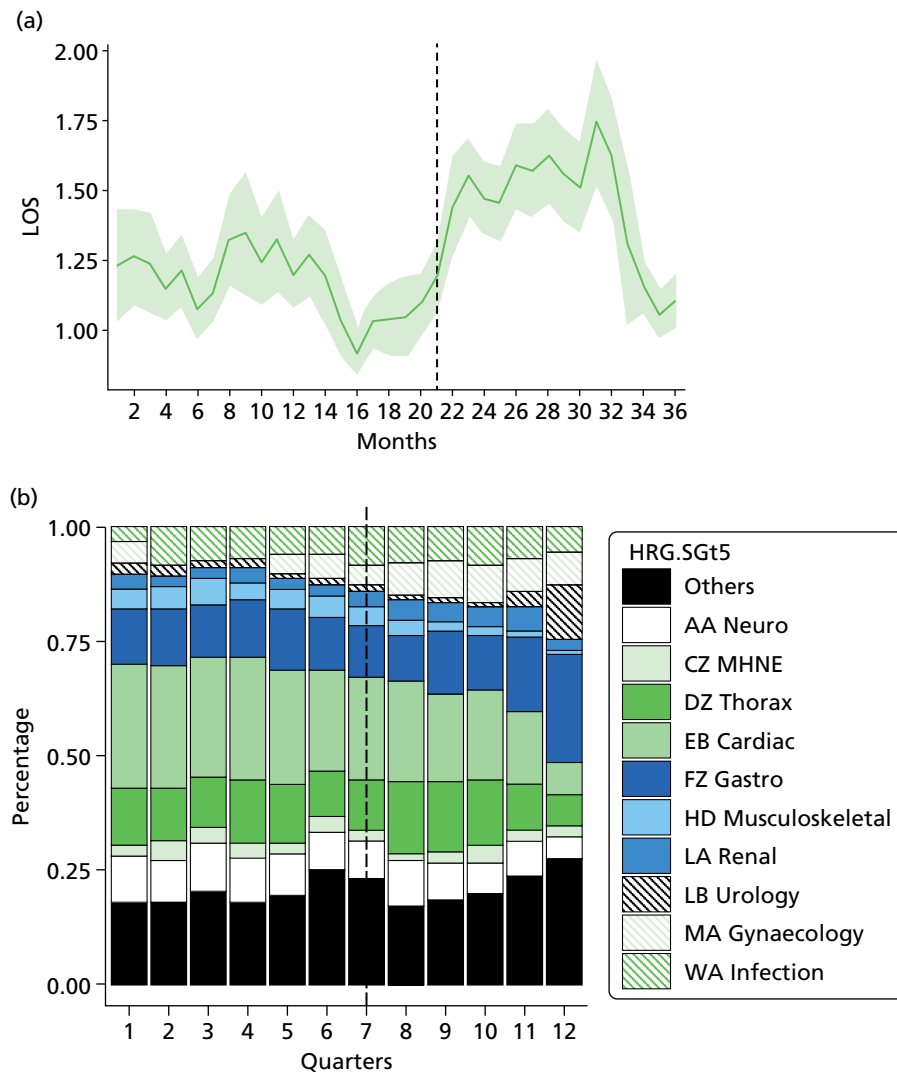 (a)
2.00
1.75
1.50
1.25
1.00
LOS
2 4 6 8 10 12 14 16 18 20 22 24 26 28 30 32 34 36
Months
(b)
1.00
0.75
0.50
0.25
0.00
Percentage
1 2 3 4 5 6 7 8 9 10 11 12
Quarters
HRG.SGt5
Others
AA Neuro
CZ MHNE
DZ Thorax
EB Cardiac
FZ Gastro
HD Musculoskeletal
LA Renal
LB Urology
MA Gynaecology
WA Infection